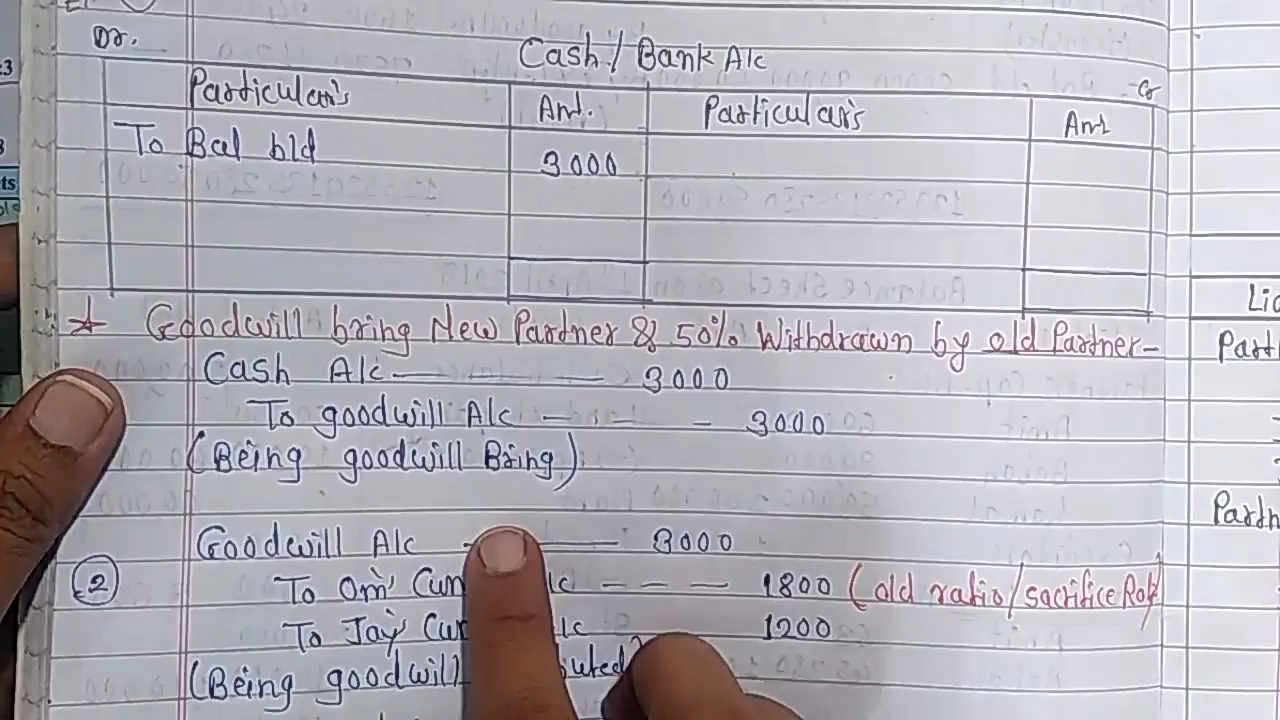 Dr. Cash / Bank A/c Cr
Particulars Amt. Particulars Amt
To Bal b/d 3000
* Goodwill bring New Partner & 50% Withdrawn by old Partner-
Cash A/c 3000
To goodwill A/c - 3000
(Being goodwill Bring)
Goodwill A/c 3000
(2) To Om's 1800 (old ratio/sacrifice
To Jay's 1200
(Being goodwill
Partn